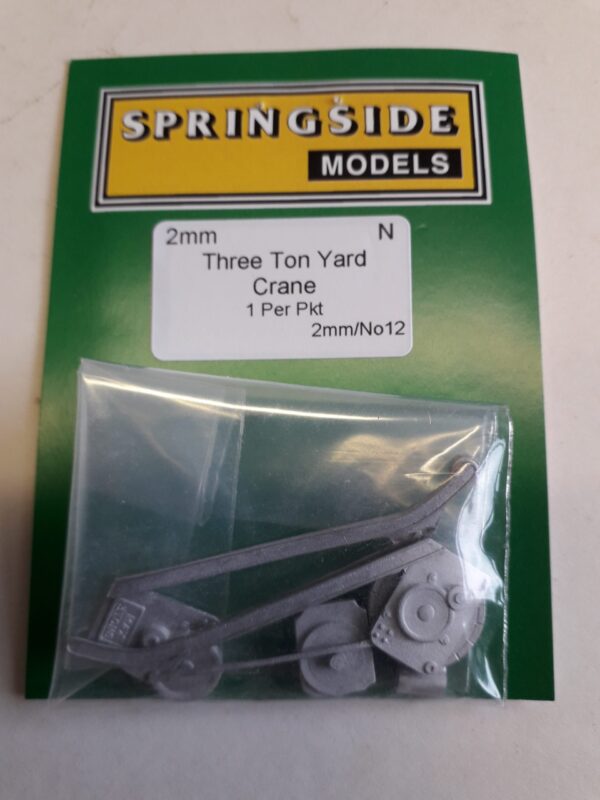 SPRINGSIDE
MODELS
2mm N
Three Ton Yard
Crane
1 Per Pkt
2mm/No12